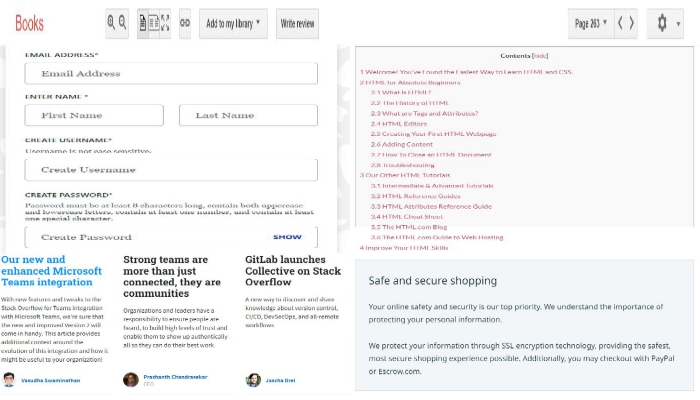 Books
Add to my library
Write review
Page 263
EMAIL ADDRESS*
Email Address
ENTER NAME *
First Name
Last Name
CREATE USERNAME*
Username is not case sensitive.
Create Username
CREATE PASSWORD*
Password must be at least 8 characters long, contain both uppercase
and lowercase letters, contain at least one number, and contain at least
one special character.
Create Password
SHOW
Our new and
enhanced Microsoft
Teams integration
With new features and tweaks to the
Stack Overflow for Teams integration
with Microsoft Teams, we're sure that
the new and improved Version 2 will
come in handy. This article provides
additional context around the
evolution of this integration and how it
might be useful to your organization!
Vasudha Swaminathan
Strong teams are
more than just
connected, they are
communities
Organizations and leaders have a
responsibility to ensure people are
heard, to build high levels of trust and
enable them to show up authentically
all so they can do their best work.
Prashanth Chandrasekar
CEO
GitLab launches
Collective on Stack
Overflow
A new way to discover and share
knowledge about version control,
CI/CD, DevSecOps, and all-remote
workflows
Jascha Drel
Contents [hide]
1 Welcome! You've Found the Fastest Way to Learn HTML and CSS.
2 HTML for Absolute Beginners
2.1 What Is HTML?
2.2 The History of HTML
2.3 What are Tags and Attributes?
2.4 HTML Editors
2.5 Creating Your First HTML Webpage
2.6 Adding Content
2.7 How To Close an HTML Document
2.8 Troubleshooting
3 Our Other HTML Tutorials
3.1 Intermediate & Advanced Tutorials
3.2 HTML Reference Guides
3.3 HTML Attributes Reference Guide
3.4 HTML Cheat Sheet
3.5 The HTML.com Blog
3.6 The HTML.com Guide to Web Hosting
4 Improve Your HTML Skills
Safe and secure shopping
Your online safety and security is our top priority. We understand the importance of
protecting your personal information.
We protect your information through SSL encryption technology, providing the safest,
most secure shopping experience possible. Additionally, you may checkout with PayPal
or Escrow.com.